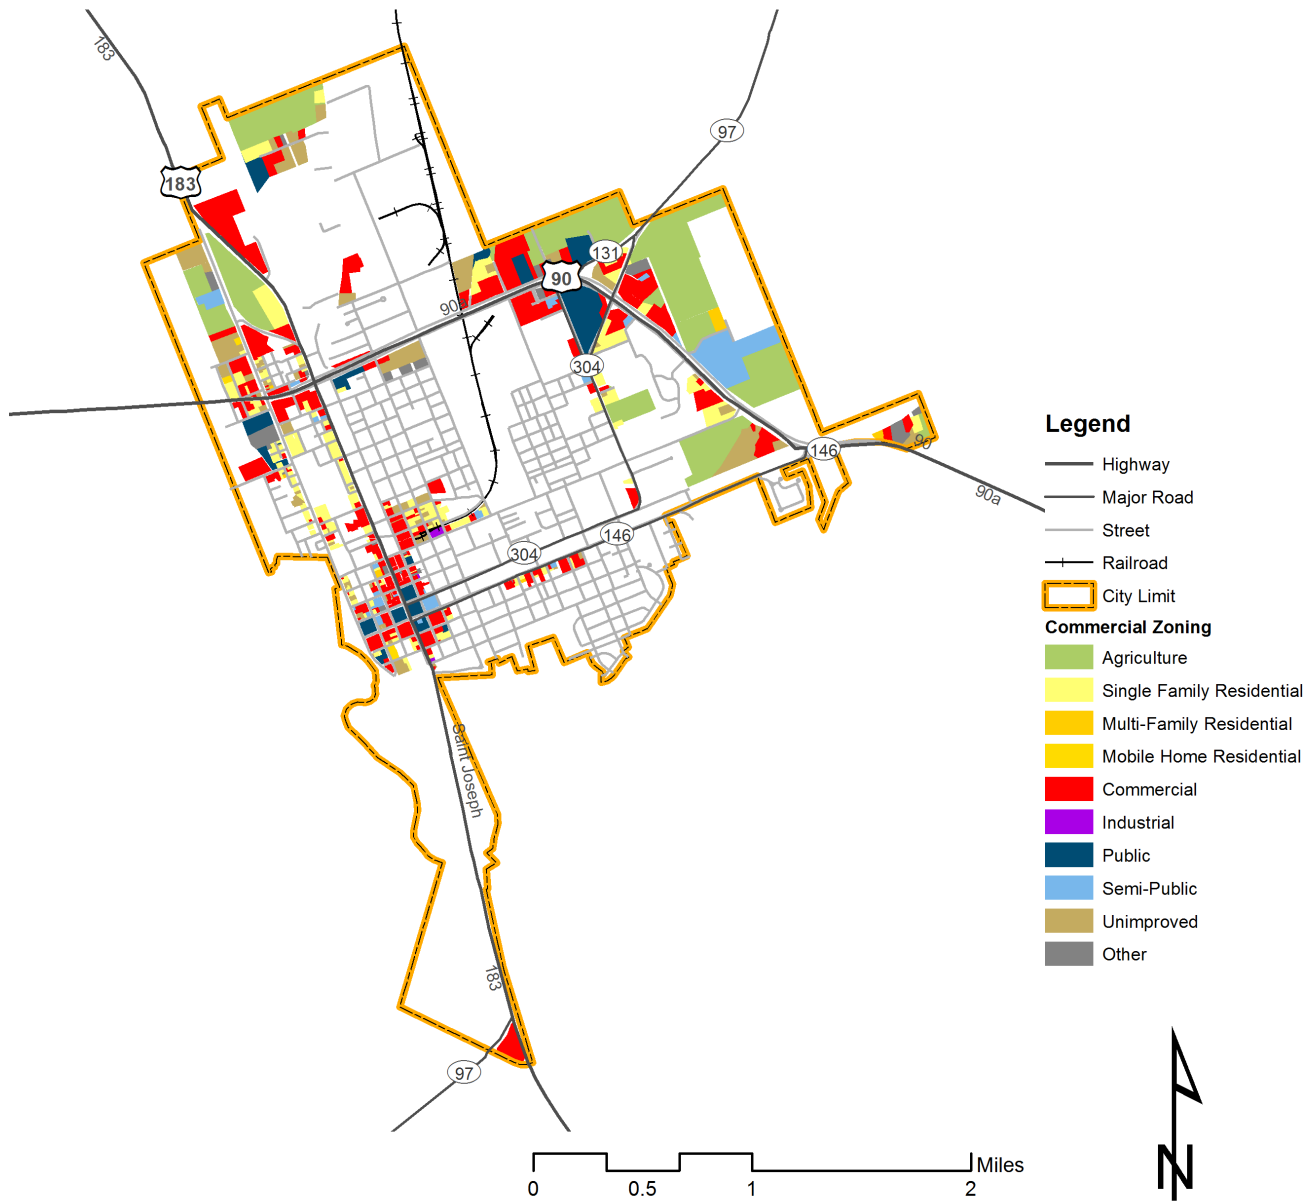 183
97
183
131
90
90
304
Legend
Highway
Major Road
Street
Railroad
City Limit
Commercial Zoning
Agriculture
Single Family Residential
Multi-Family Residential
Mobile Home Residential
Commercial
Industrial
Public
Semi-Public
Unimproved
Other
90
146
90a
146
304
Saint Joseph
183
97
Miles
0 0.5 1 2
N